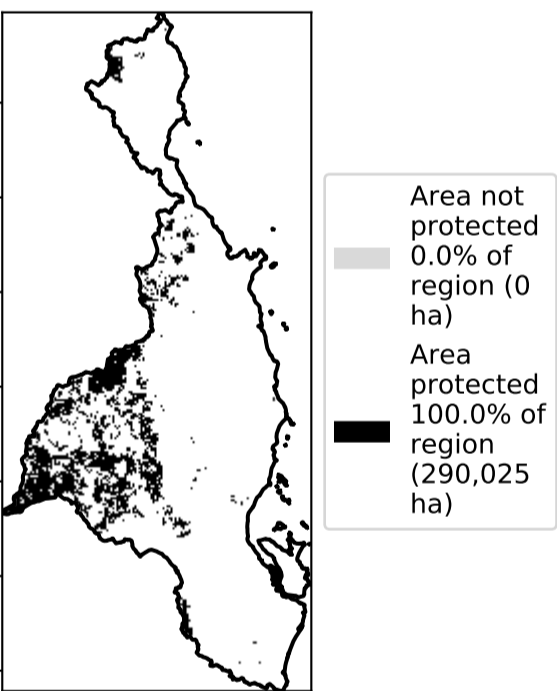 Area not
protected
0.0% of
region (0
ha)
Area
protected
100.0% of
region
(290,025
ha)